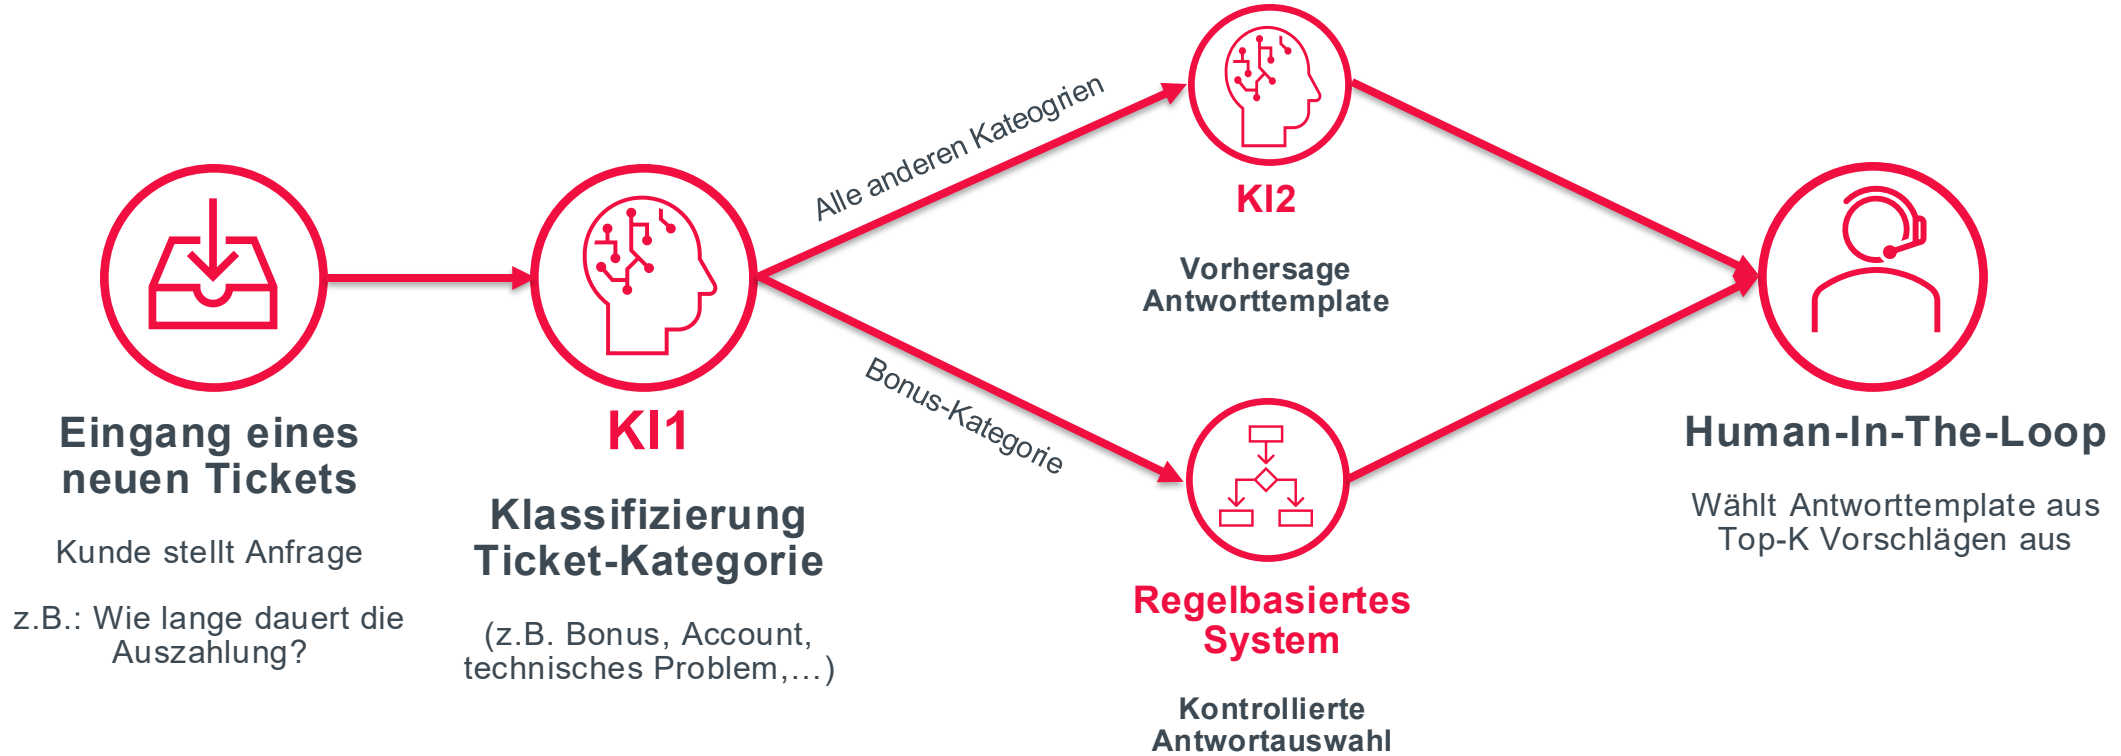 Eingang eines
neuen Tickets
Kunde stellt Anfrage
z.B.: Wie lange dauert die
Auszahlung?
KI1
Klassifizierung
Ticket-Kategorie
(z.B. Bonus, Account,
technisches Problem,…)
Alle anderen Kateogrien
Bonus-Kategorie
KI2
Vorhersage
Antworttemplate
Regelbasiertes
System
Kontrollierte
Antwortauswahl
Human-In-The-Loop
Wählt Antworttemplate aus
Top-K Vorschlägen aus